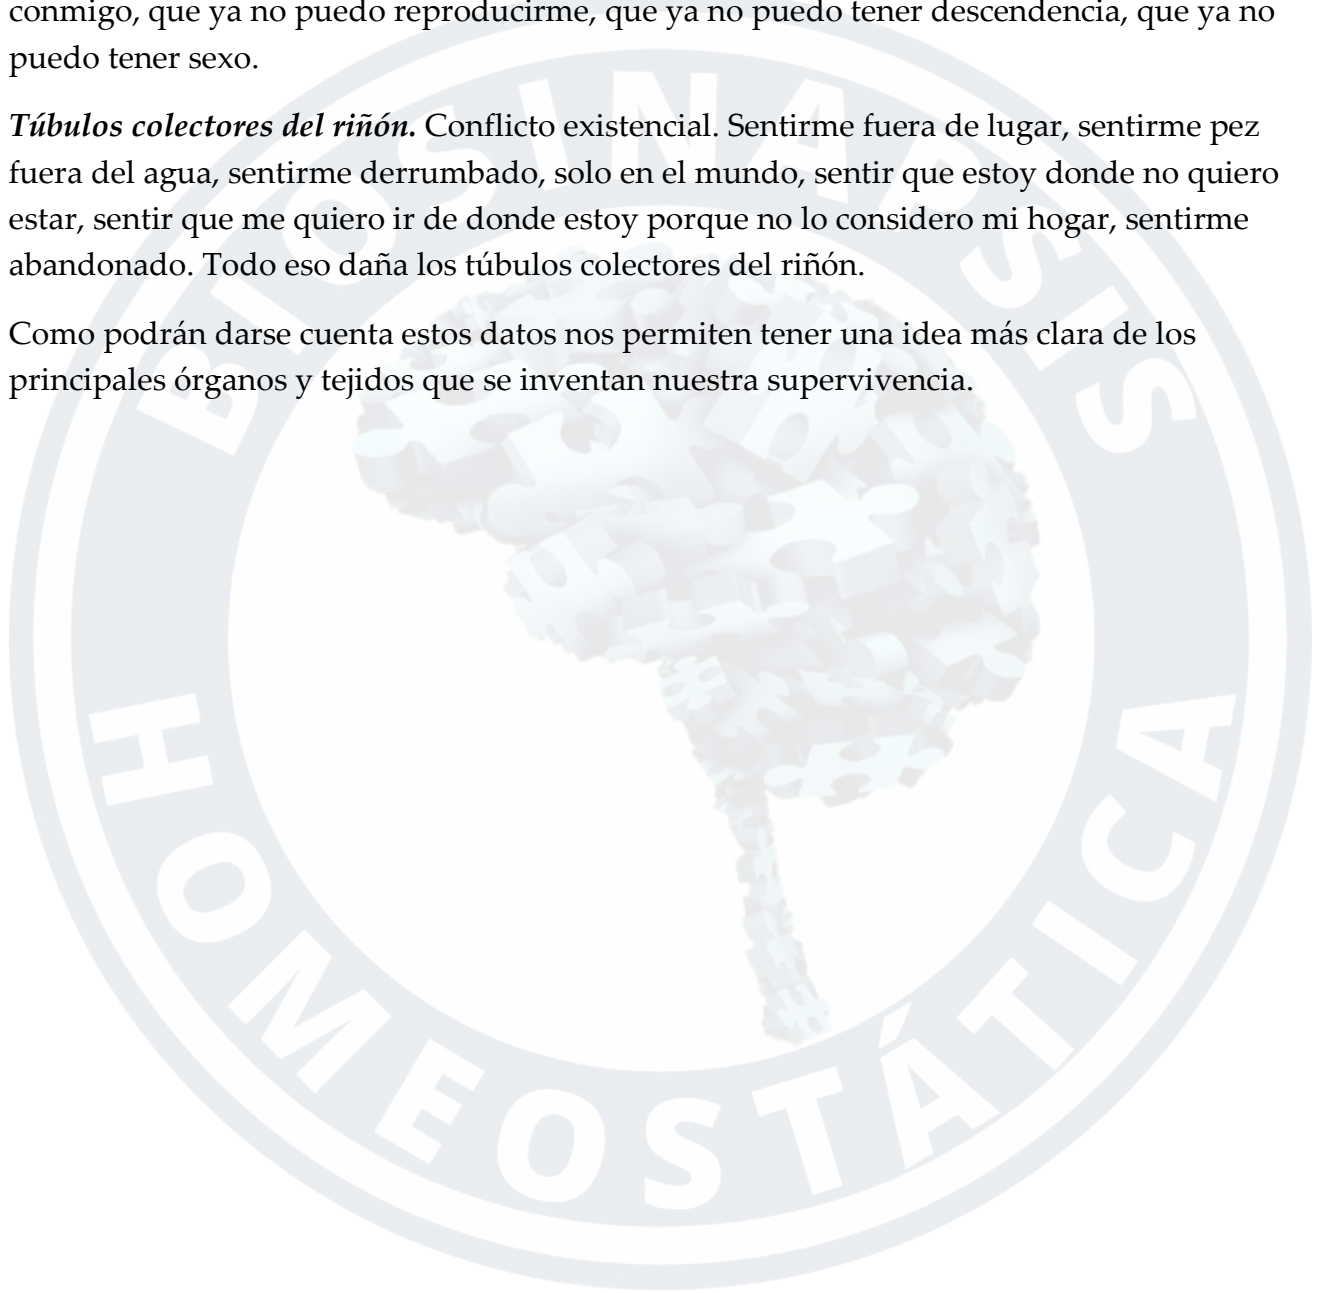 conmigo, que ya no puedo reproducirme, que ya no puedo tener descendencia, que ya no
puedo tener sexo.
Túbulos colectores del riñón. Conflicto existencial. Sentirme fuera de lugar, sentirme pez
fuera del agua, sentirme derrumbado, solo en el mundo, sentir que estoy donde no quiero
estar, sentir que me quiero ir de donde estoy porque no lo considero mi hogar, sentirme
abandonado. Todo eso daña los túbulos colectores del riñón.
Como podrán darse cuenta estos datos nos permiten tener una idea más clara de los
principales órganos y tejidos que se inventan nuestra supervivencia.
BIOSINAPSIS
HOMEOSTÁTICA